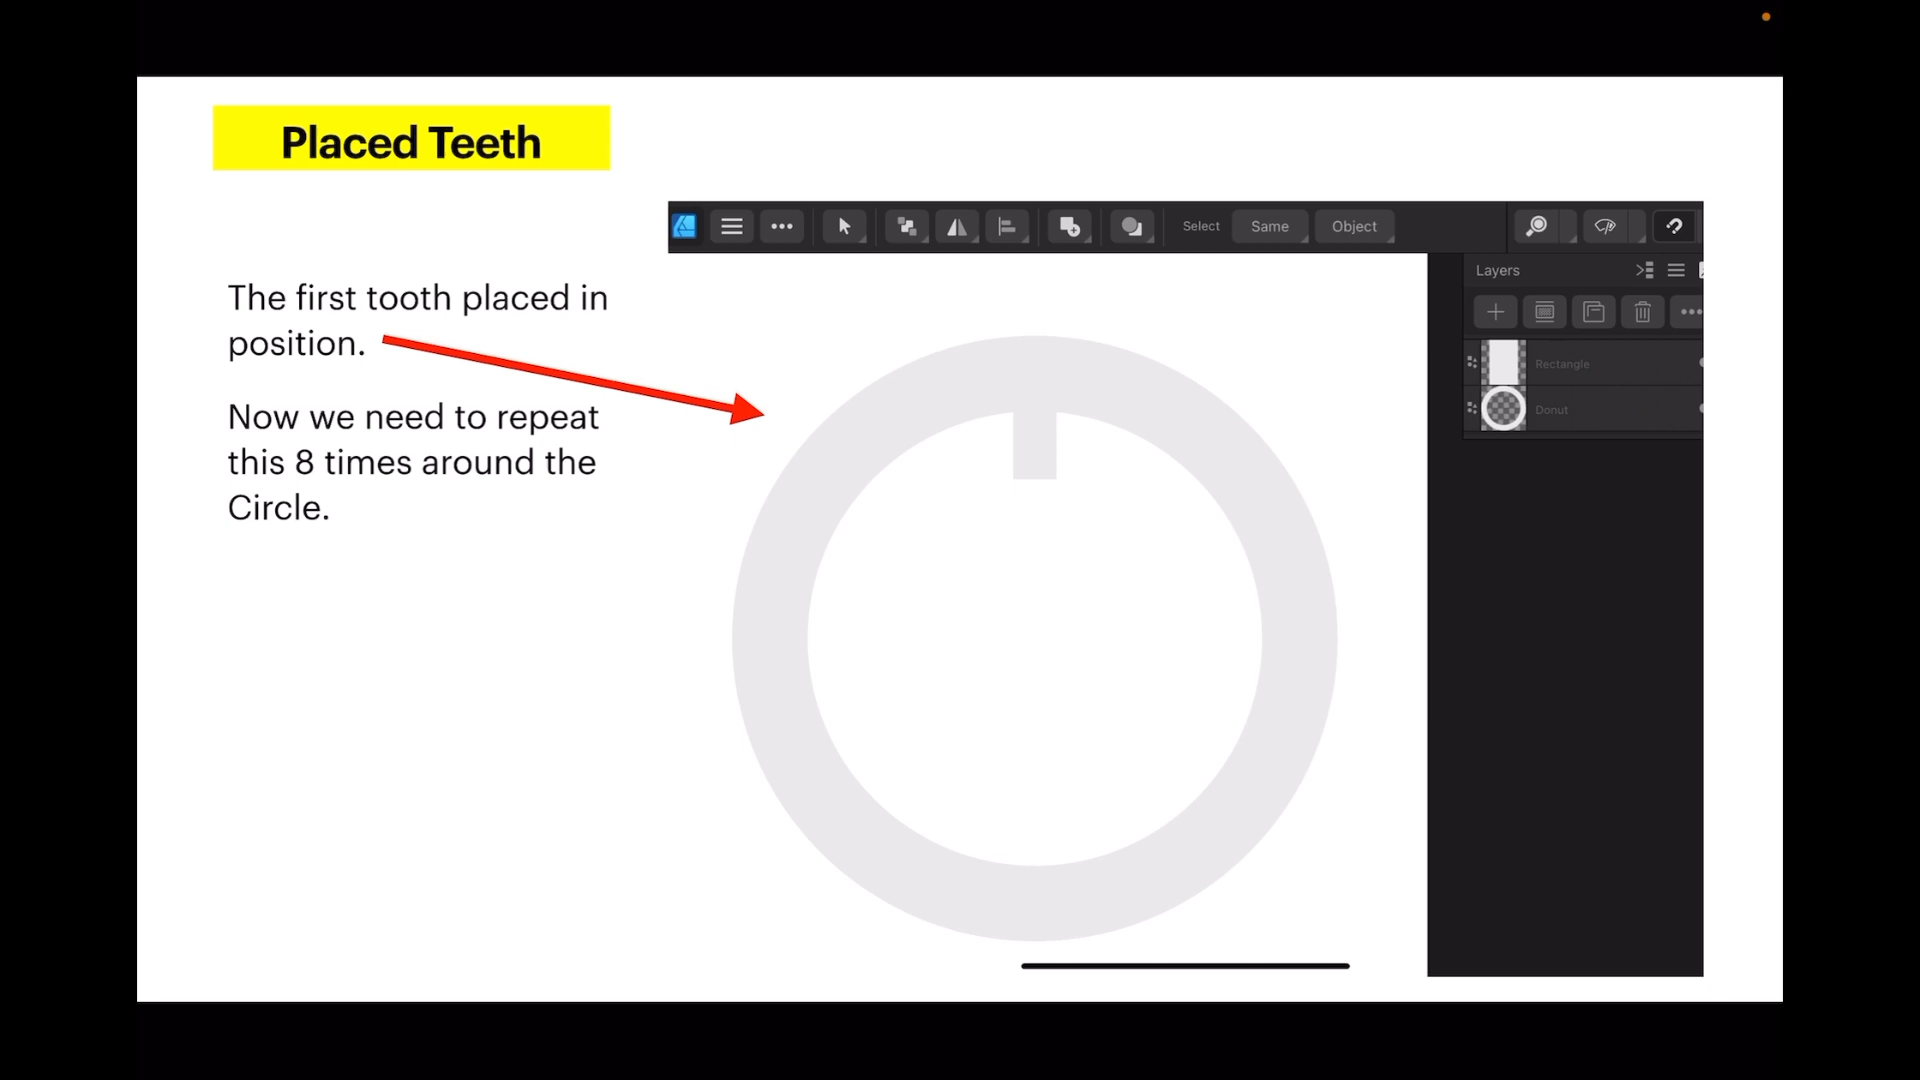 Placed Teeth
Select
Same
Object
Layers
The first tooth placed in
position.
Rectangle
Donut
Now we need to repeat
this 8 times around the
Circle.